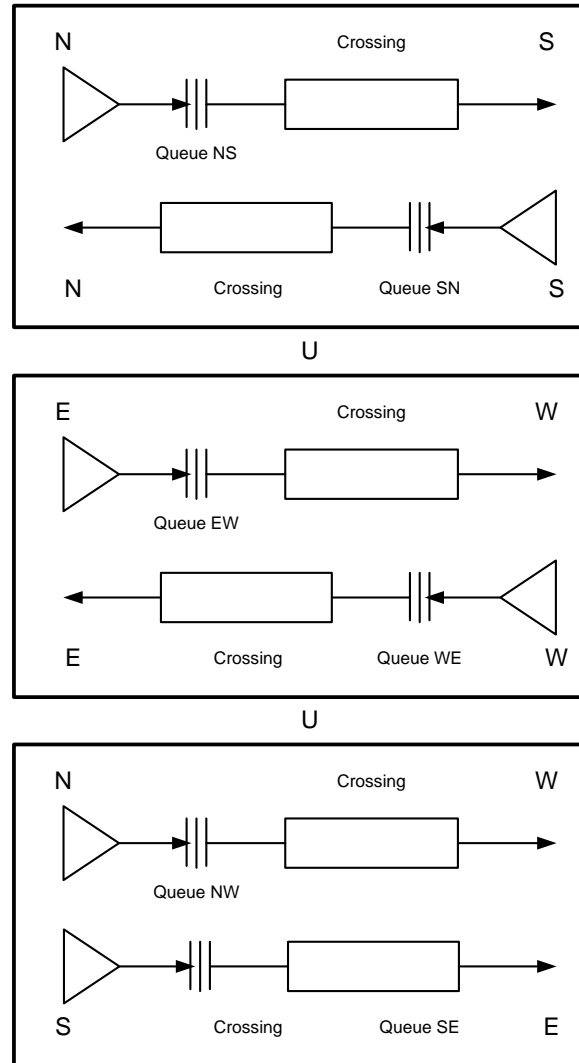 N Crossing S
Queue NS
N Crossing Queue SN S
U
E Crossing W
Queue EW
E Crossing Queue WE W
U
N Crossing W
Queue NW
S Crossing Queue SE E